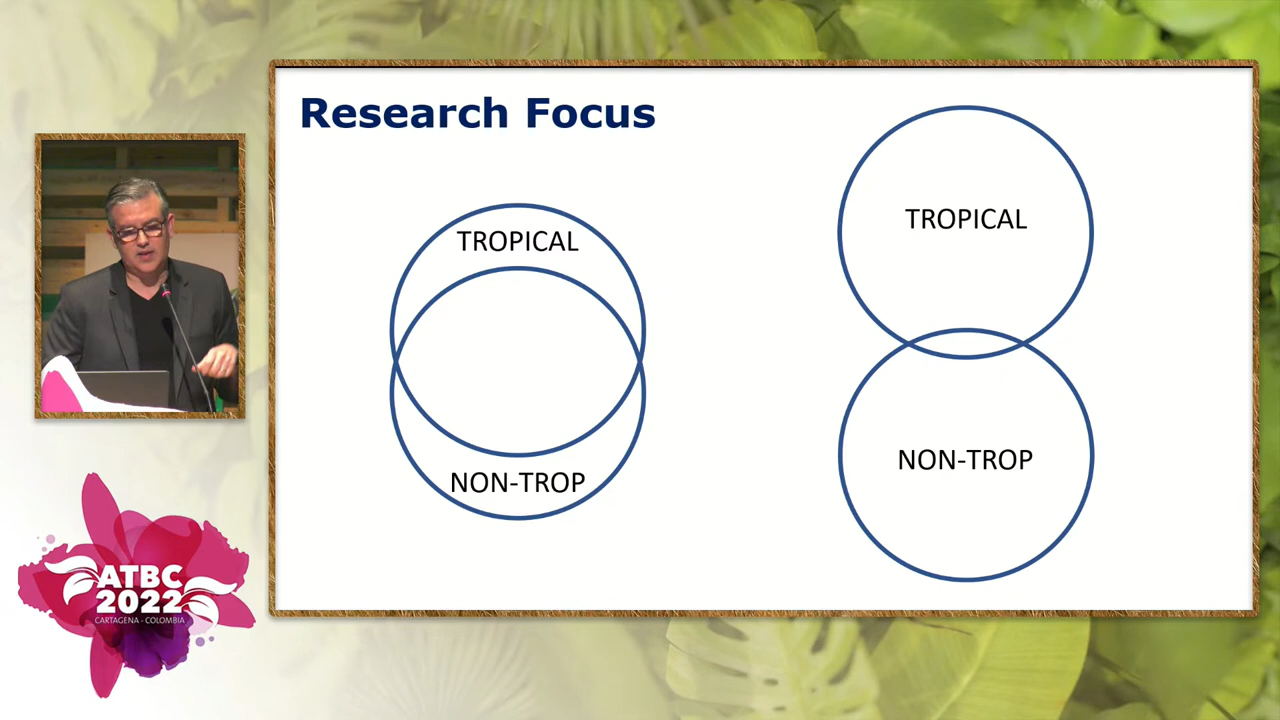 Research Focus
TROPICAL
NON-TROP
TROPICAL
NON-TROP
ATBC
2022
CARTAGENA - COLOMBIA